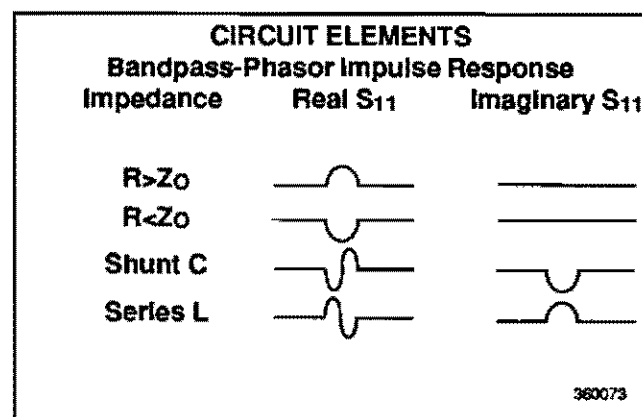 CIRCUIT ELEMENTS
Bandpass-Phasor Impulse Response
Impedance Real S11 Imaginary S11
R>ZO
R<ZO
Shunt C
Series L
360073